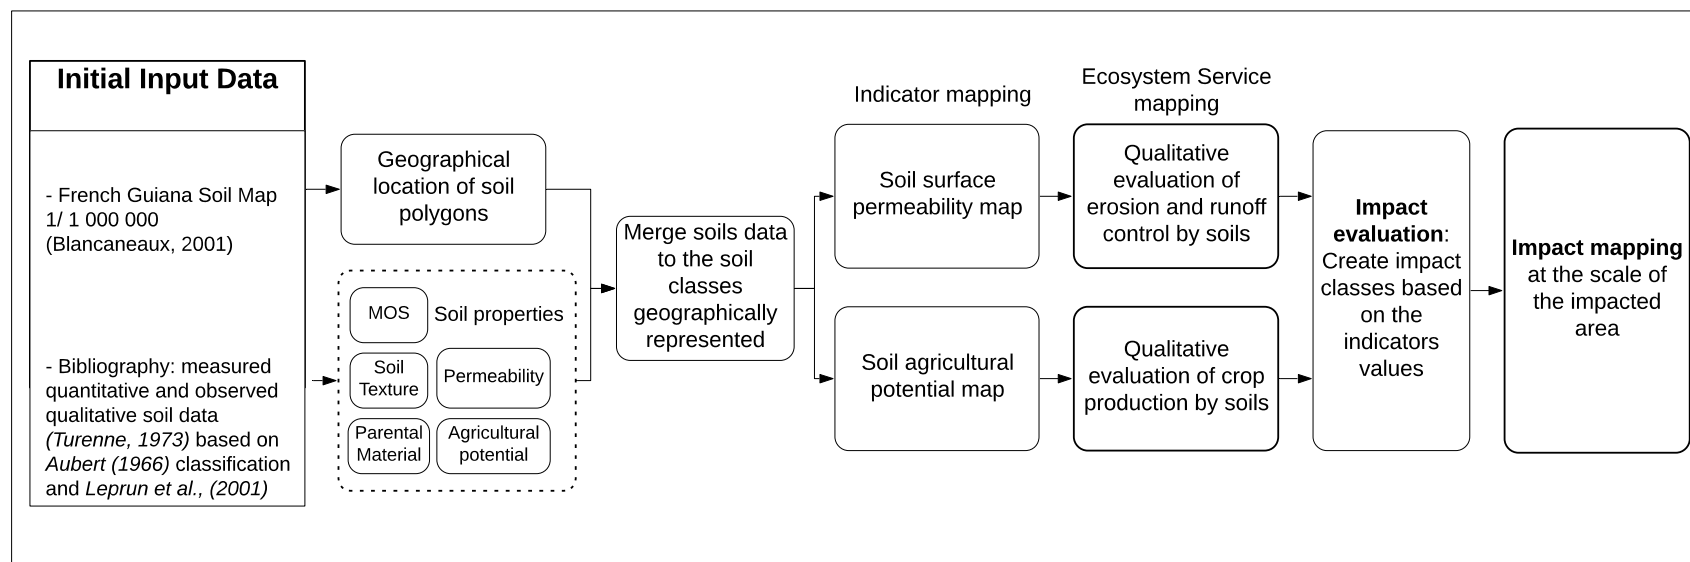 Initial Input Data
- French Guiana Soil Map
1/ 1 000 000
(Blancaneaux, 2001)
- Bibliography: measured
quantitative and observed
qualitative soil data
(Turenne, 1973) based on
Aubert (1966) classification
and Leprun et al., (2001)
Geographical
location of soil
polygons
MOS
Soil properties
Soil
Texture
Permeability
Parental
Material
Agricultural
potential
Merge soils data
to the soil
classes
geographically
represented
Indicator mapping
Soil surface
permeability map
Soil agricultural
potential map
Ecosystem Service
mapping
Qualitative
evaluation of
erosion and runoff
control by soils
Qualitative
evaluation of crop
production by soils
Impact
evaluation:
Create impact
classes based
on the
indicators
values
Impact mapping
at the scale of
the impacted
area